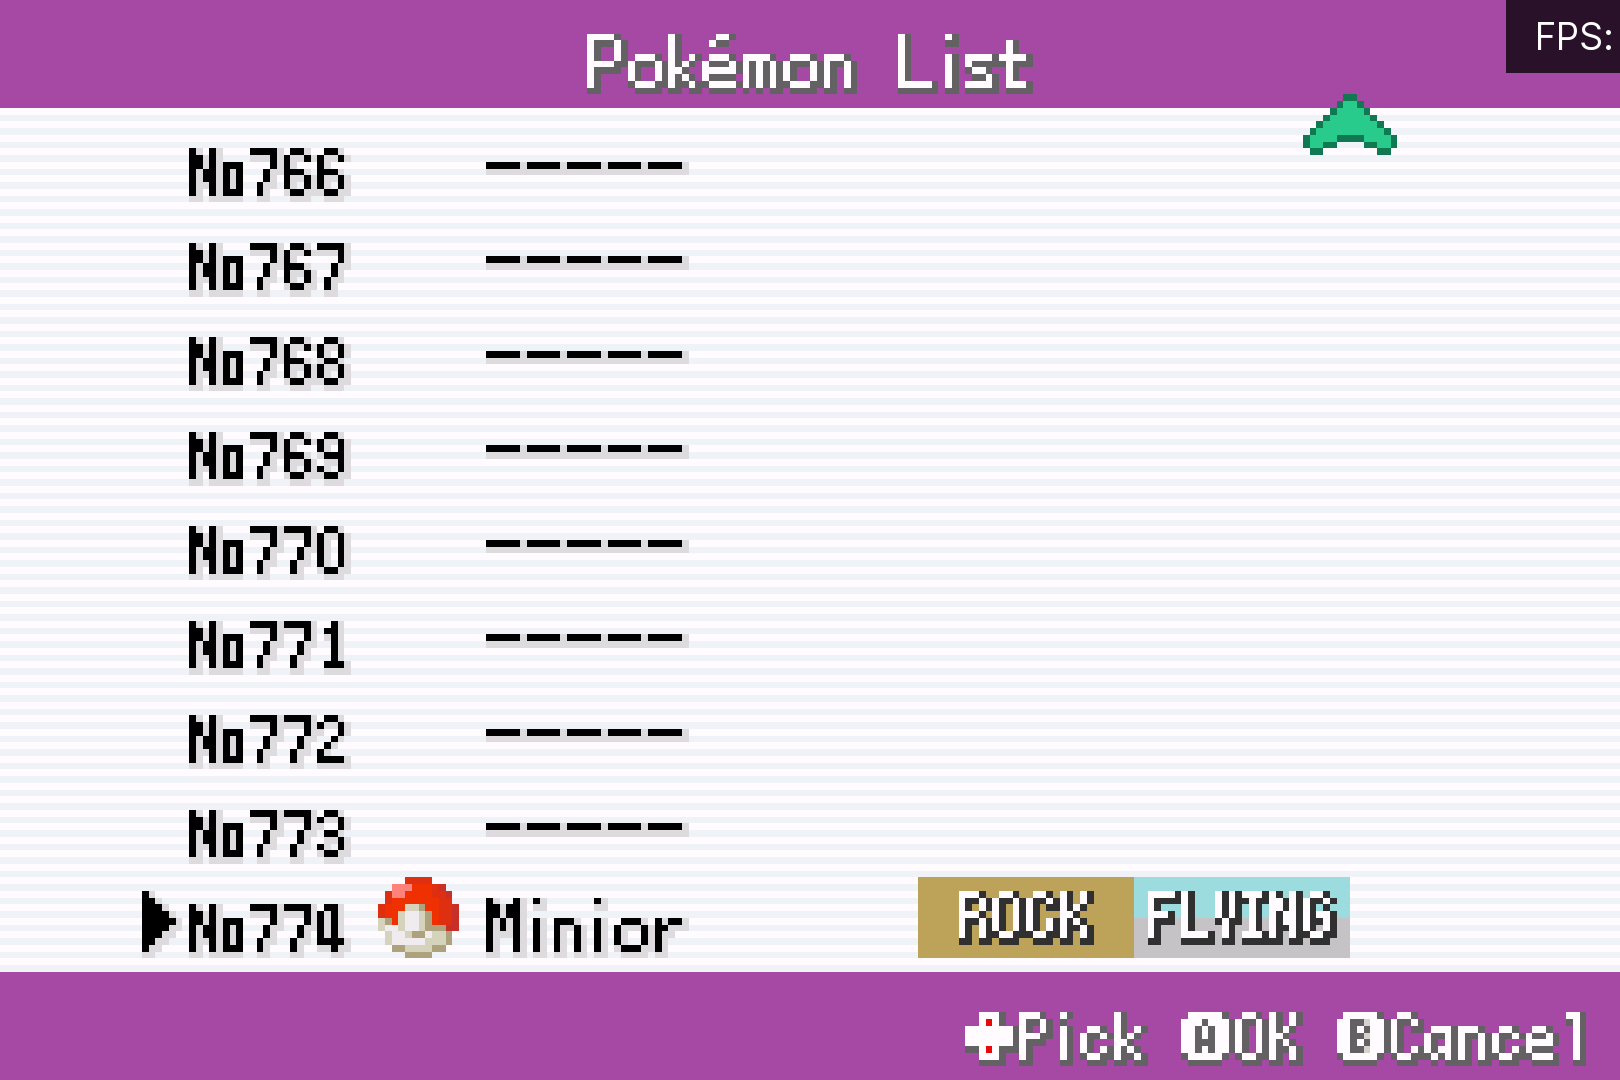 Pokémon List
FPS:
No766 -----
No767 -----
No768 -----
No769 -----
No770 -----
No771 -----
No772 -----
No773 -----
No774 Minior ROCK FLYING
Pick A OK B Cancel